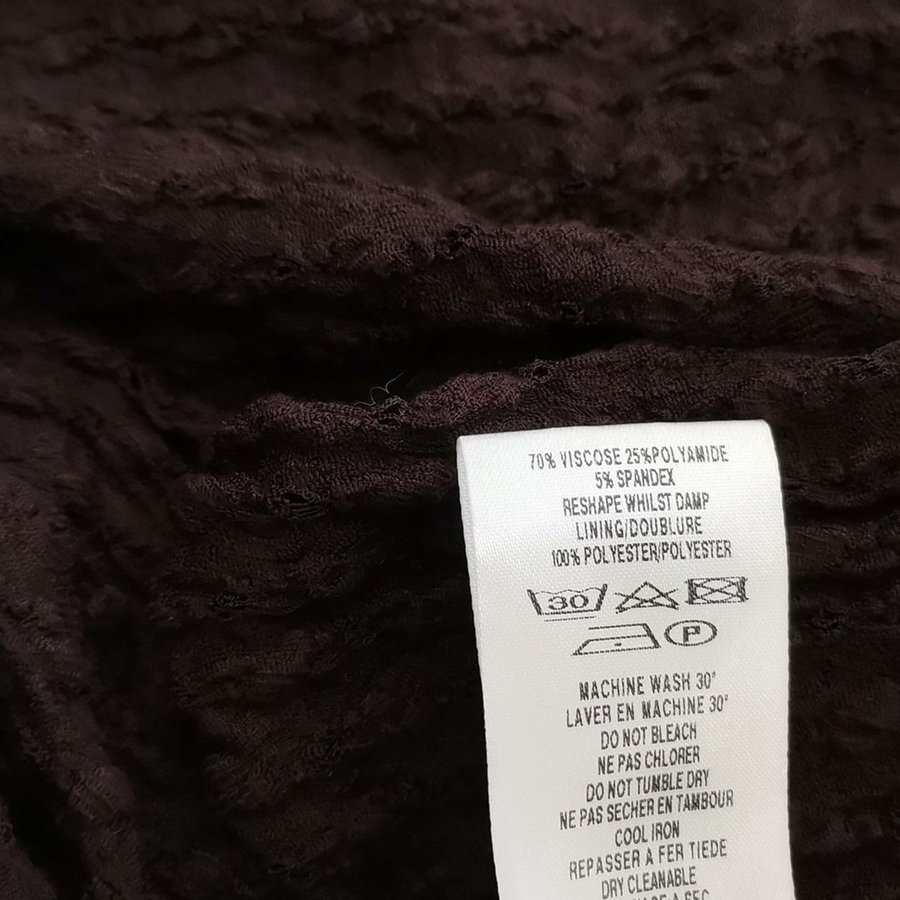 70% VISCOSE 25%POLYAMIDE
5% SPANDEX
RESHAPE WHILST DAMP
LINING/DOUBLURE
100% POLYESTER/POLYESTER
30
P
MACHINE WASH 30°
LAVER EN MACHINE 30°
DO NOT BLEACH
NE PAS CHLORER
DO NOT TUMBLE DRY
NE PAS SECHER EN TAMBOUR
COOL IRON
REPASSER A FER TIEDE
DRY CLEANABLE
A SEC